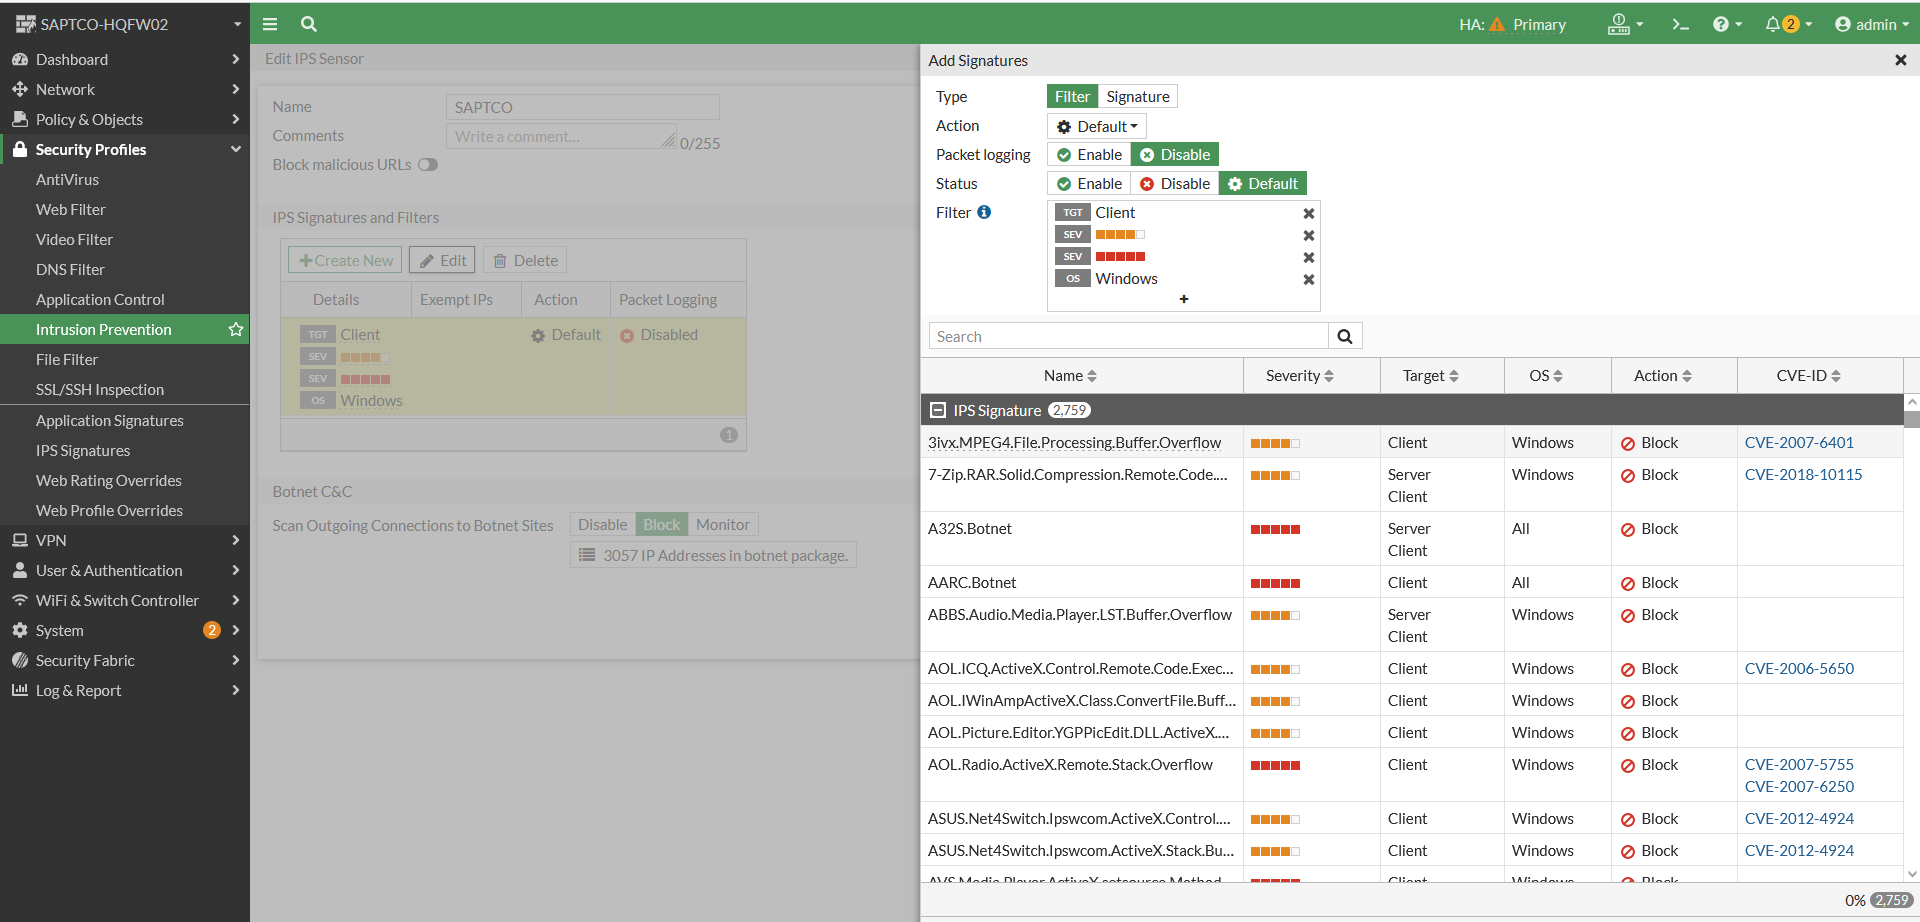 SAPTCO-HQFW02
HA: Primary
2
admin
Dashboard
Network
Policy & Objects
Security Profiles
AntiVirus
Web Filter
Video Filter
DNS Filter
Application Control
Intrusion Prevention
File Filter
SSL/SSH Inspection
Application Signatures
IPS Signatures
Web Rating Overrides
Web Profile Overrides
VPN
User & Authentication
WiFi & Switch Controller
System 2
Security Fabric
Log & Report
Edit IPS Sensor
Name SAPTCO
Comments Write a comment... 0/255
Block malicious URLs
IPS Signatures and Filters
Create New Edit Delete
Details Exempt IPs Action Packet Logging
TGT Client Default Disabled
SEV
SEV
OS Windows
1
Botnet C&C
Scan Outgoing Connections to Botnet Sites Disable Block Monitor
3057 IP Addresses in botnet package.
Add Signatures
Type Filter Signature
Action Default
Packet logging Enable Disable
Status Enable Disable Default
Filter TGT Client
SEV
SEV
OS Windows
Search
Name Severity Target OS Action CVE-ID
IPS Signature 2,759
3ivx.MPEG4.File.Processing.Buffer.Overflow Client Windows Block CVE-2007-6401
7-Zip.RAR.Solid.Compression.Remote.Code.... Server Windows Block CVE-2018-10115
Client
A32S.Botnet Server All Block
Client
AARC.Botnet Client All Block
ABBS.Audio.Media.Player.LST.Buffer.Overflow Server Windows Block
Client
AOL.ICQ.ActiveX.Control.Remote.Code.Exec... Client Windows Block CVE-2006-5650
AOL.IWinAmpActiveX.Class.ConvertFile.Buff... Client Windows Block
AOL.Picture.Editor.YGPPicEdit.DLL.ActiveX.... Client Windows Block
AOL.Radio.ActiveX.Remote.Stack.Overflow Client Windows Block CVE-2007-5755
CVE-2007-6250
ASUS.Net4Switch.Ipswcom.ActiveX.Control.... Client Windows Block CVE-2012-4924
ASUS.Net4Switch.Ipswcom.ActiveX.Stack.Bu... Client Windows Block CVE-2012-4924
AVS.Media.Player.ActiveX.setsource.Method Client Windows Block
0% 2,759